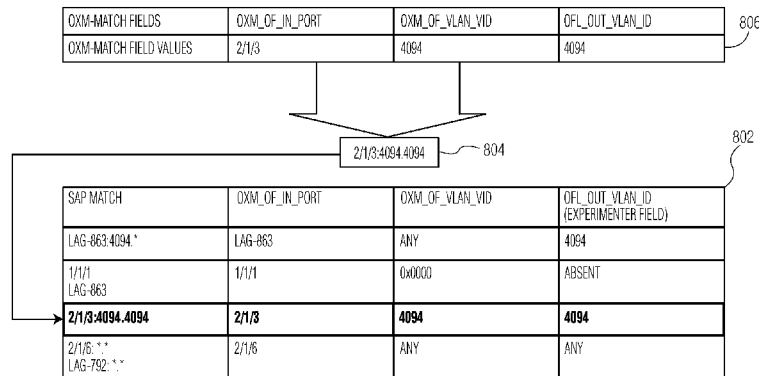 OXM-MATCH FIELDS OXM_OF_IN_PORT OXM_OF_VLAN_VID OFL_OUT_VLAN_ID
806
OXM-MATCH FIELD VALUES 2/1/3 4094 4094
2/1/3:4094.4094 804
802
SAP MATCH OXM_OF_IN_PORT OXM_OF_VLAN_VID OFL_OUT_VLAN_ID
(EXPERIMENTER FIELD)
LAG-863:4094.* LAG-863 ANY 4094
1/1/1 1/1/1 0x0000 ABSENT
LAG-863
2/1/3:4094.4094 2/1/3 4094 4094
2/1/6: *.* 2/1/6 ANY ANY
LAG-792: *.*